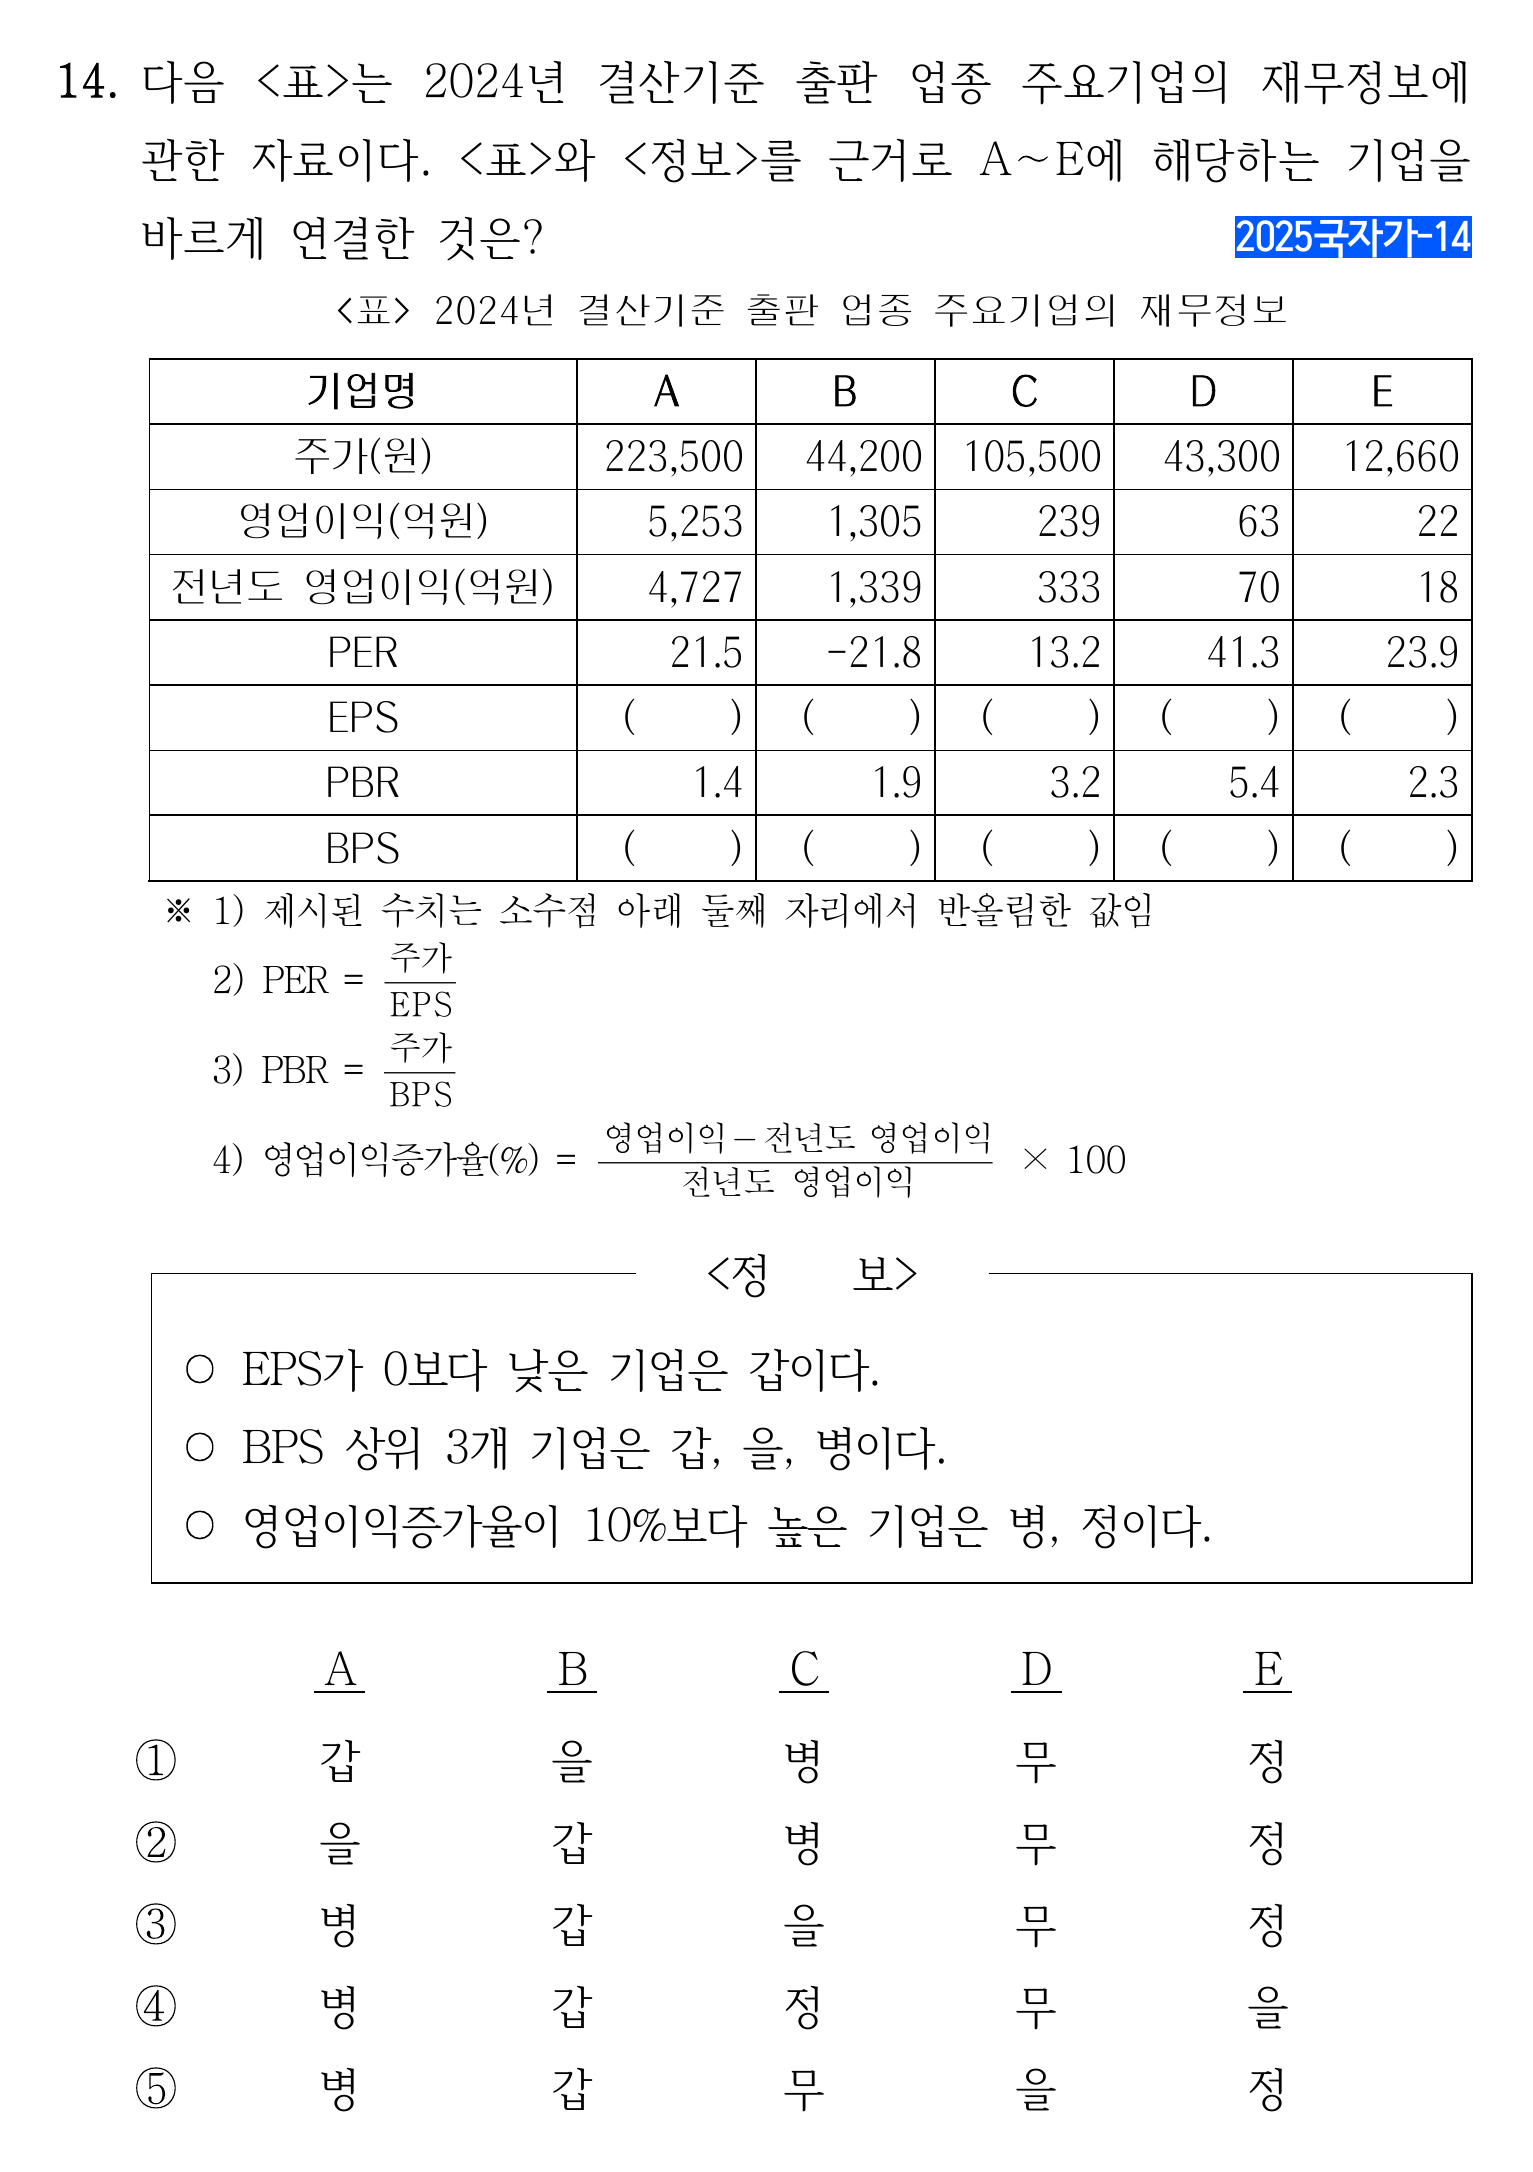 14. 다음 <표>는 2024년 결산기준 출판 업종 주요기업의 재무정보에
관한 자료이다. <표>와 <정보>를 근거로 A~E에 해당하는 기업을
바르게 연결한 것은?
2025국자가-14
<표> 2024년 결산기준 출판 업종 주요기업의 재무정보
기업명 A B C D E
주가(원) 223,500 44,200 105,500 43,300 12,660
영업이익(억원) 5,253 1,305 239 63 22
전년도 영업이익(억원) 4,727 1,339 333 70 18
PER 21.5 -21.8 13.2 41.3 23.9
EPS ( ) ( ) ( ) ( ) ( )
PBR 1.4 1.9 3.2 5.4 2.3
BPS ( ) ( ) ( ) ( ) ( )
※ 1) 제시된 수치는 소수점 아래 둘째 자리에서 반올림한 값임
2) PER = 주가 / EPS
3) PBR = 주가 / BPS
4) 영업이익증가율(%) = 영업이익 - 전년도 영업이익 / 전년도 영업이익 × 100
<정 보>
○ EPS가 0보다 낮은 기업은 갑이다.
○ BPS 상위 3개 기업은 갑, 을, 병이다.
○ 영업이익증가율이 10%보다 높은 기업은 병, 정이다.
A B C D E
① 갑 을 병 무 정
② 을 갑 병 무 정
③ 병 갑 을 무 정
④ 병 갑 정 무 을
⑤ 병 갑 무 을 정